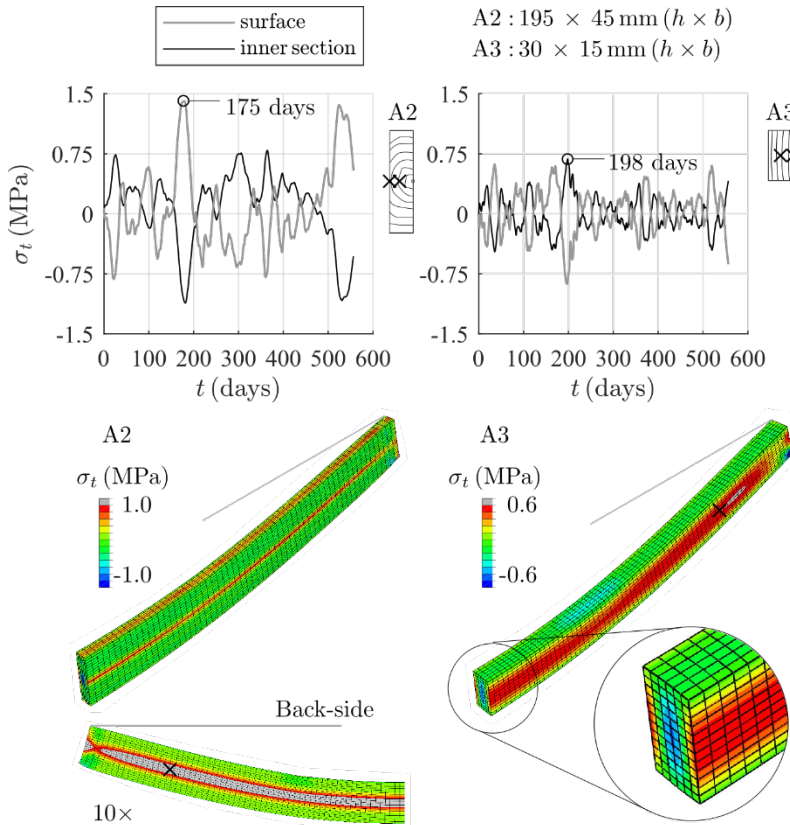 surface
inner section
A2 : 195 × 45 mm (h × b)
A3 : 30 × 15 mm (h × b)
σt (MPa)
1.5
0.75
0
-0.75
-1.5
175 days
A2
0 100 200 300 400 500 600
t (days)
1.5
0.75
0
-0.75
-1.5
198 days
A3
0 100 200 300 400 500 600
t (days)
A2
σt (MPa)
1.0
-1.0
Back-side
10×
A3
σt (MPa)
0.6
-0.6